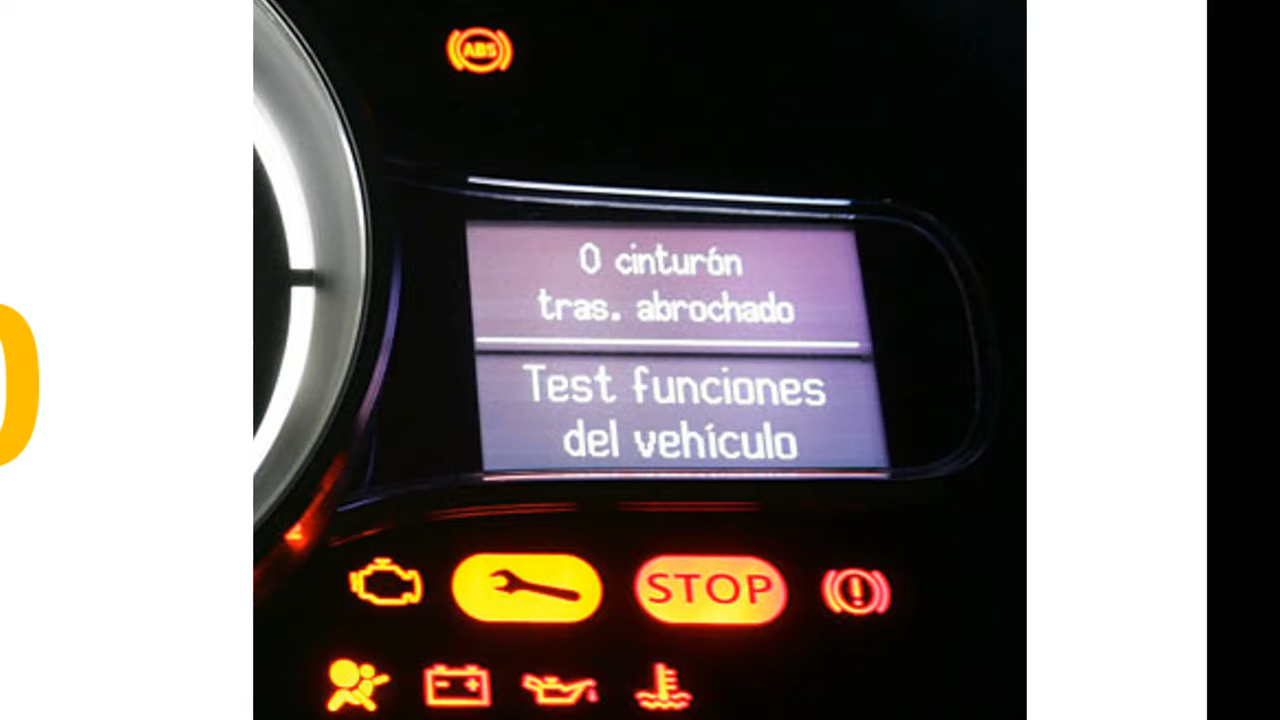 ABS
0 cinturón
tras. abrochado
Test funciones
del vehículo
STOP